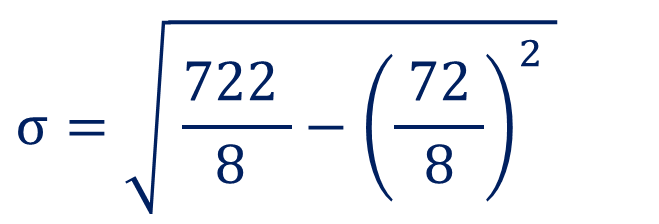 σ = √(722/8 − (72/8)²)